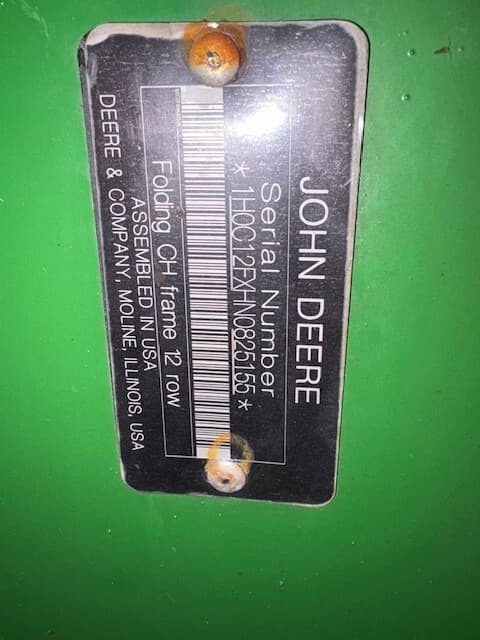 JOHN DEERE
Serial Number
* 1H0C12FXHN0825155 *
Folding CH frame 12 row
ASSEMBLED IN USA
DEERE & COMPANY, MOLINE, ILLINOIS, USA